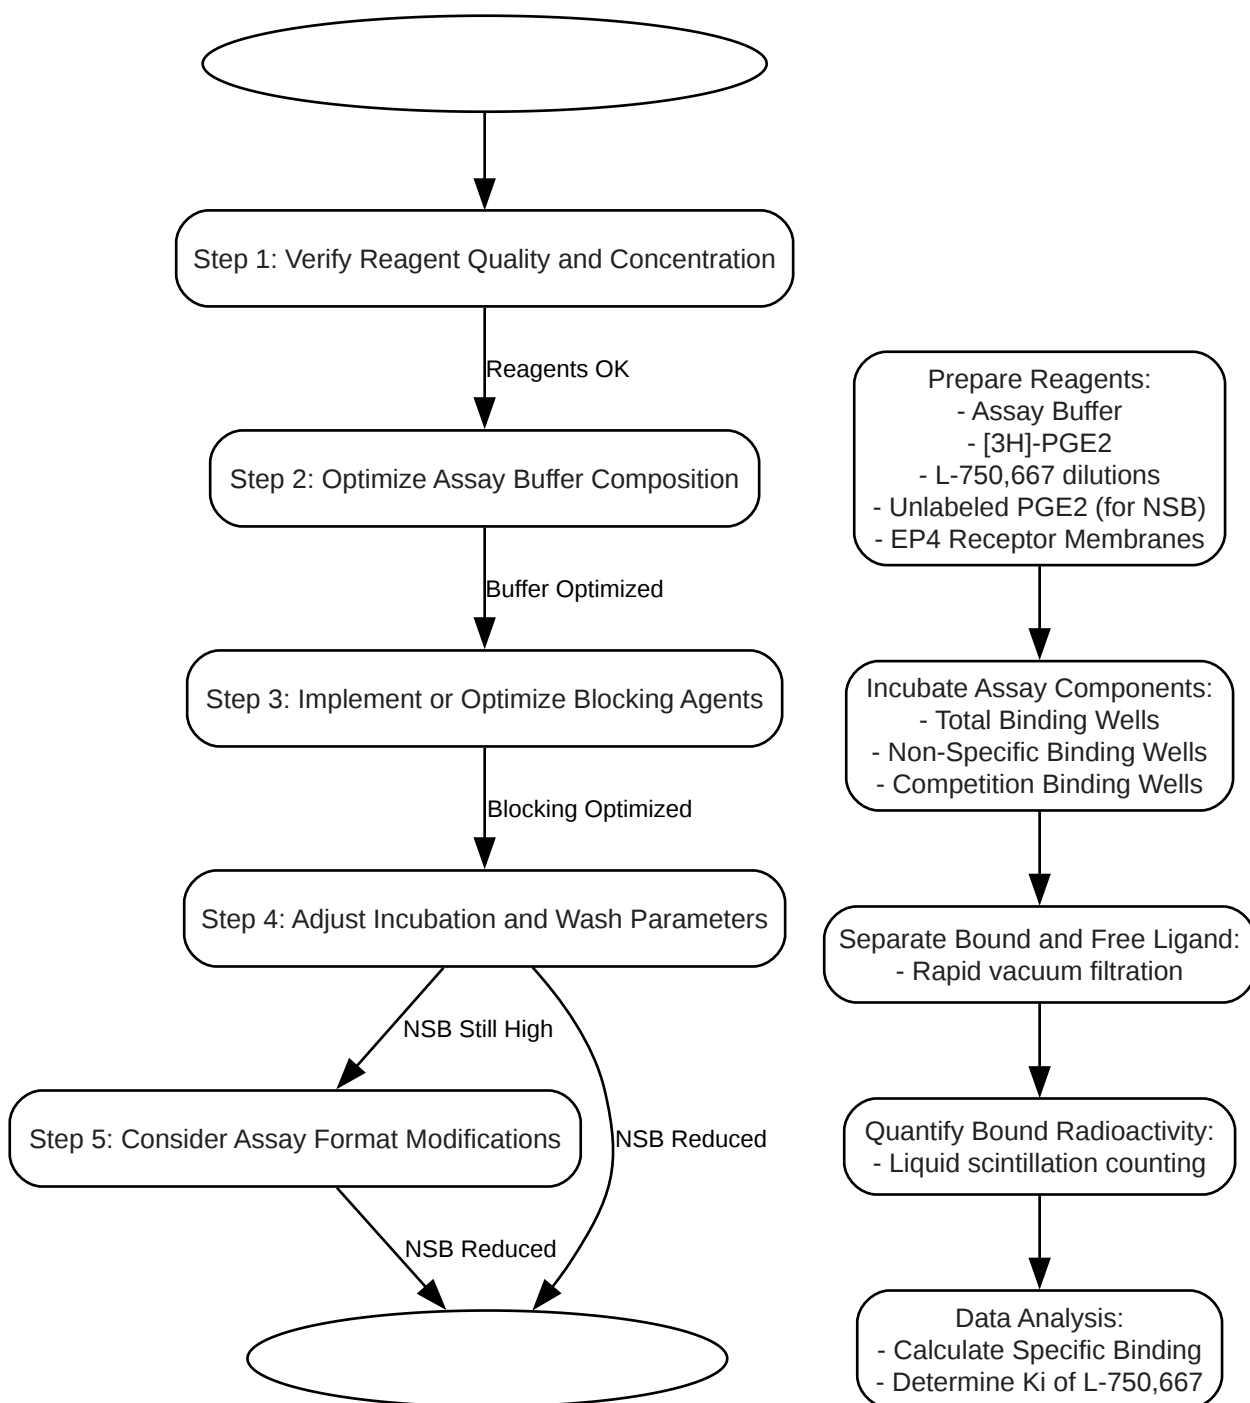 Step 1: Verify Reagent Quality and Concentration
Reagents OK
Step 2: Optimize Assay Buffer Composition
Buffer Optimized
Step 3: Implement or Optimize Blocking Agents
Blocking Optimized
Step 4: Adjust Incubation and Wash Parameters
NSB Still High
Step 5: Consider Assay Format Modifications
NSB Reduced
NSB Reduced
Prepare Reagents:
- Assay Buffer
- [3H]-PGE2
- L-750,667 dilutions
- Unlabeled PGE2 (for NSB)
- EP4 Receptor Membranes
Incubate Assay Components:
- Total Binding Wells
- Non-Specific Binding Wells
- Competition Binding Wells
Separate Bound and Free Ligand:
- Rapid vacuum filtration
Quantify Bound Radioactivity:
- Liquid scintillation counting
Data Analysis:
- Calculate Specific Binding
- Determine Ki of L-750,667